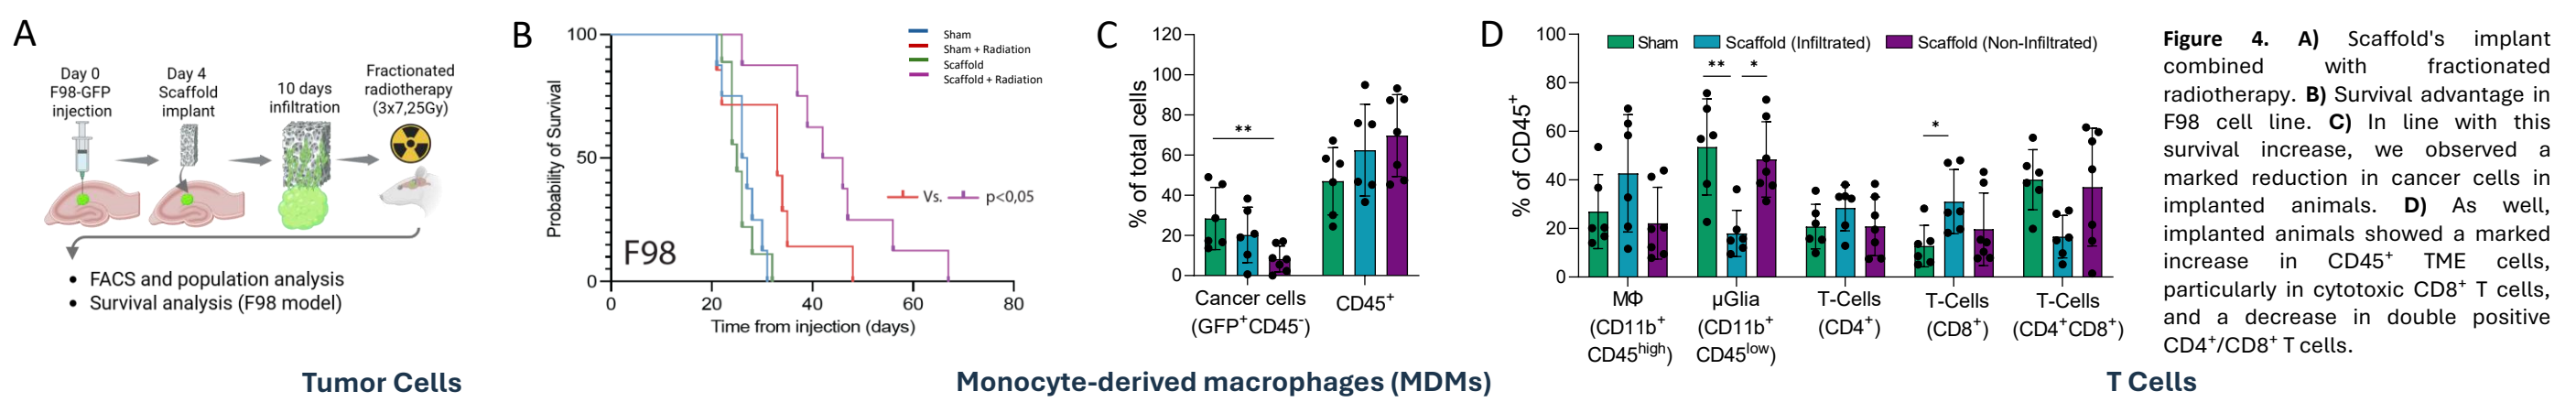 A
Day 0
F98-GFP
injection
Day 4
Scaffold
implant
10 days
infiltration
Fractionated
radiotherapy
(3x7,25Gy)
• FACS and population analysis
• Survival analysis (F98 model)
B
Probability of Survival
100
50
0
0 20 40 60 80
Time from injection (days)
Sham
Sham + Radiation
Scaffold
Scaffold + Radiation
Vs. p<0,05
F98
C
% of total cells
120
100
80
60
40
20
0
**
Cancer cells
(GFP⁺CD45⁻)
CD45⁺
D
% of CD45⁺
100
80
60
40
20
0
Sham Scaffold (Infiltrated) Scaffold (Non-Infiltrated)
** *
*
MΦ
(CD11b⁺
CD45ʰⁱᵍʰ)
µGlia
(CD11b⁺
CD45ˡᵒʷ)
T-Cells
(CD4⁺)
T-Cells
(CD8⁺)
T-Cells
(CD4⁺CD8⁺)
Figure 4. A) Scaffold's implant
combined with fractionated
radiotherapy. B) Survival advantage in
F98 cell line. C) In line with this
survival increase, we observed a
marked reduction in cancer cells in
implanted animals. D) As well,
implanted animals showed a marked
increase in CD45⁺ TME cells,
particularly in cytotoxic CD8⁺ T cells,
and a decrease in double positive
CD4⁺/CD8⁺ T cells.
Tumor Cells
Monocyte-derived macrophages (MDMs)
T Cells